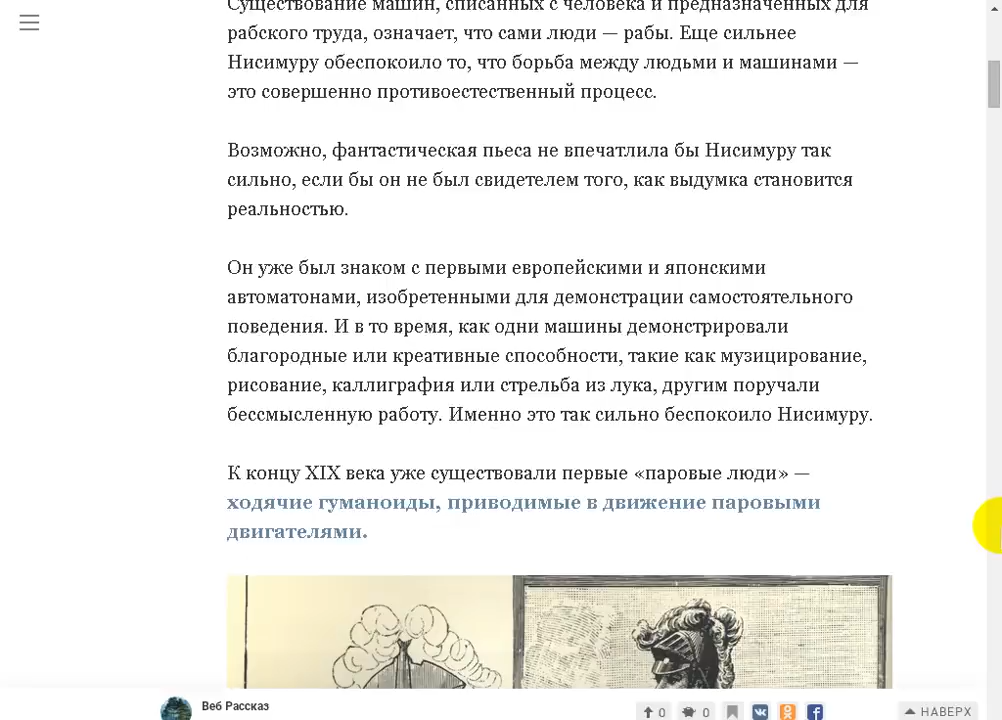 Существование машин, списанных с человека и предназначенных для
рабского труда, означает, что сами люди — рабы. Еще сильнее
Нисимуру обеспокоило то, что борьба между людьми и машинами —
это совершенно противоестественный процесс.
Возможно, фантастическая пьеса не впечатлила бы Нисимуру так
сильно, если бы он не был свидетелем того, как выдумка становится
реальностью.
Он уже был знаком с первыми европейскими и японскими
автоматонами, изобретенными для демонстрации самостоятельного
поведения. И в то время, как одни машины демонстрировали
благородные или креативные способности, такие как музицирование,
рисование, каллиграфия или стрельба из лука, другим поручали
бессмысленную работу. Именно это так сильно беспокоило Нисимуру.
К концу XIX века уже существовали первые «паровые люди» —
ходячие гуманоиды, приводимые в движение паровыми
двигателями.
Веб Рассказ
0
0
НАВЕРХ